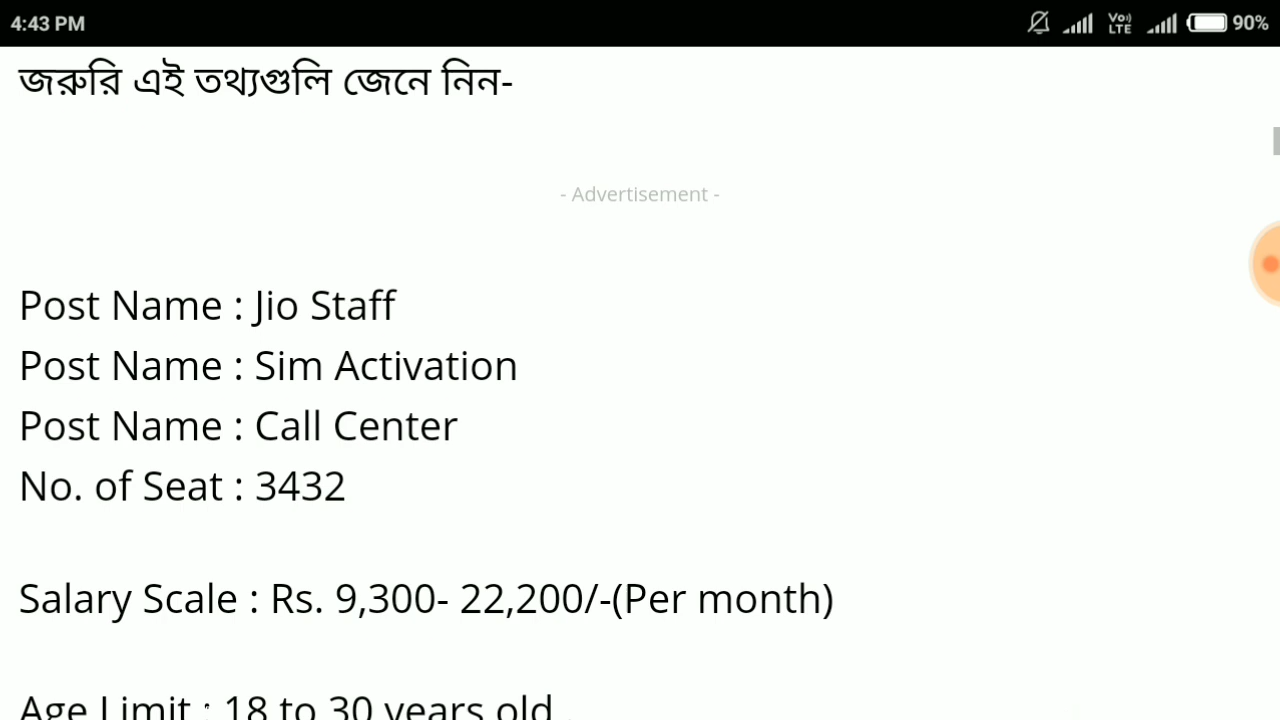 4:43 PM
Vo)) LTE
90%
জরুরি এই তথ্যগুলি জেনে নিন-
- Advertisement -
Post Name : Jio Staff
Post Name : Sim Activation
Post Name : Call Center
No. of Seat : 3432
Salary Scale : Rs. 9,300- 22,200/-(Per month)
Age Limit : 18 to 30 years old .